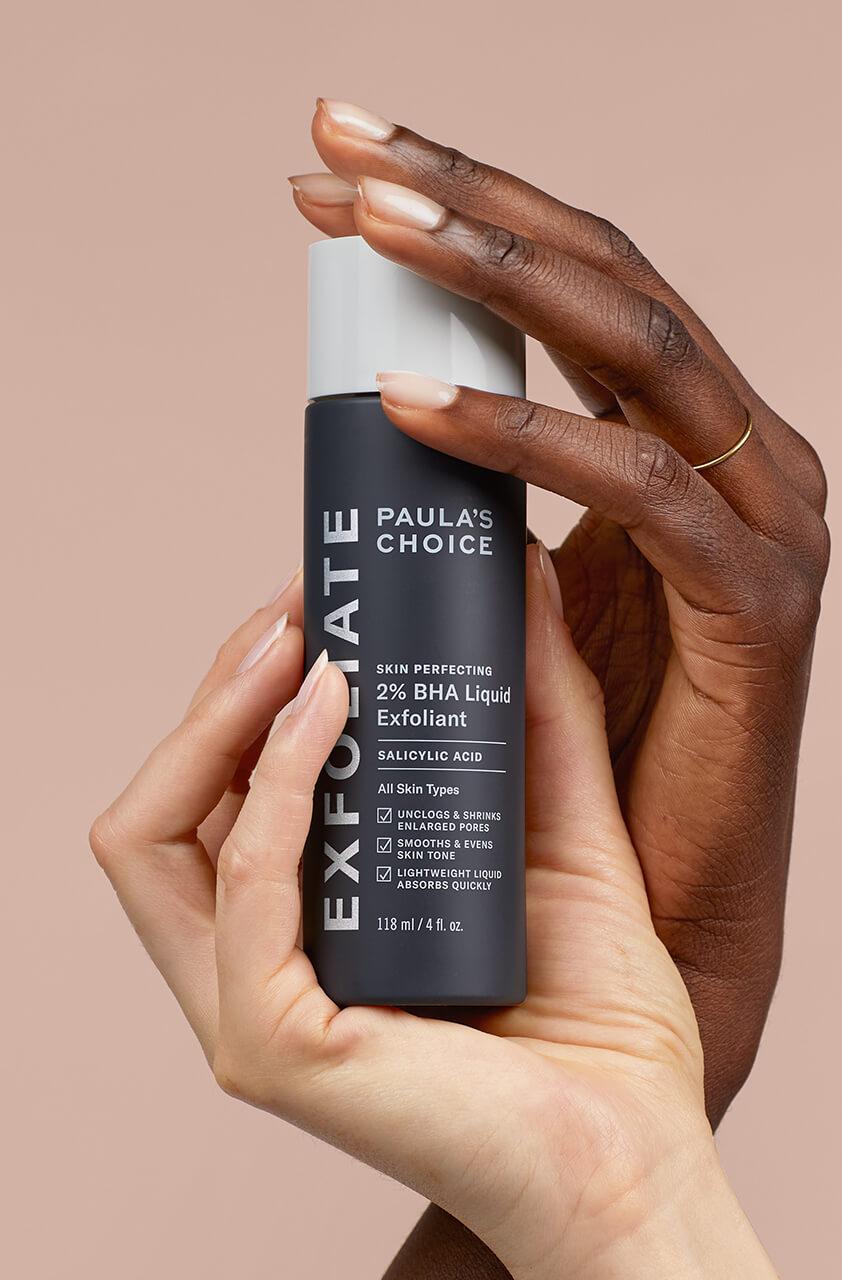 EXFOLIATE
PAULA'S
CHOICE
SKIN PERFECTING
2% BHA Liquid
Exfoliant
SALICYLIC ACID
All Skin Types
UNCLOGS & SHRINKS
ENLARGED PORES
SMOOTHS & EVENS
SKIN TONE
LIGHTWEIGHT LIQUID
ABSORBS QUICKLY
118 ml / 4 fl. oz.